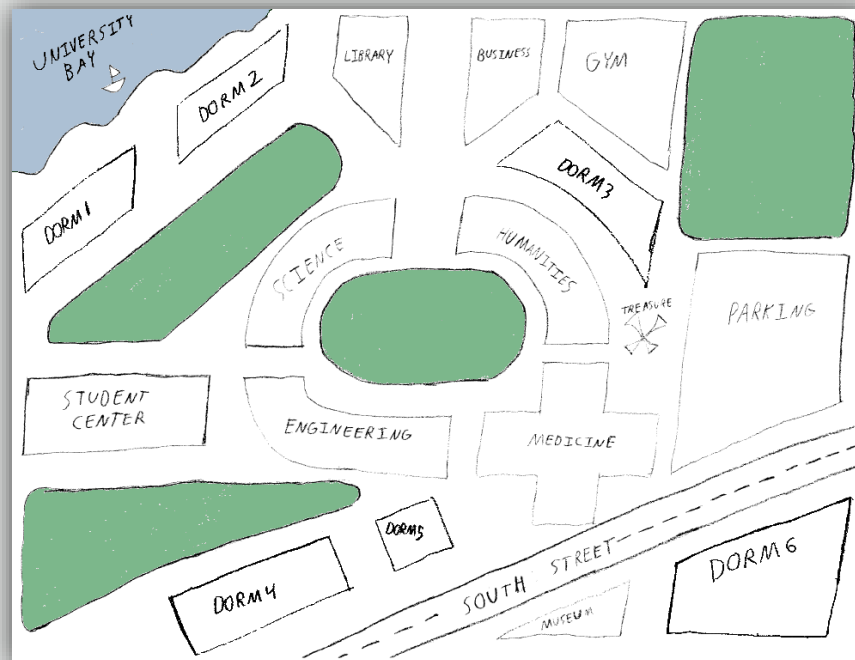 UNIVERSITY
BAY
DORM 2
LIBRARY
BUSINESS
GYM
DORM 1
DORM 3
SCIENCE
HUMANITIES
TREASURE
PARKING
STUDENT
CENTER
ENGINEERING
MEDICINE
DORM 5
DORM 4
SOUTH STREET
DORM 6
MUSEUM